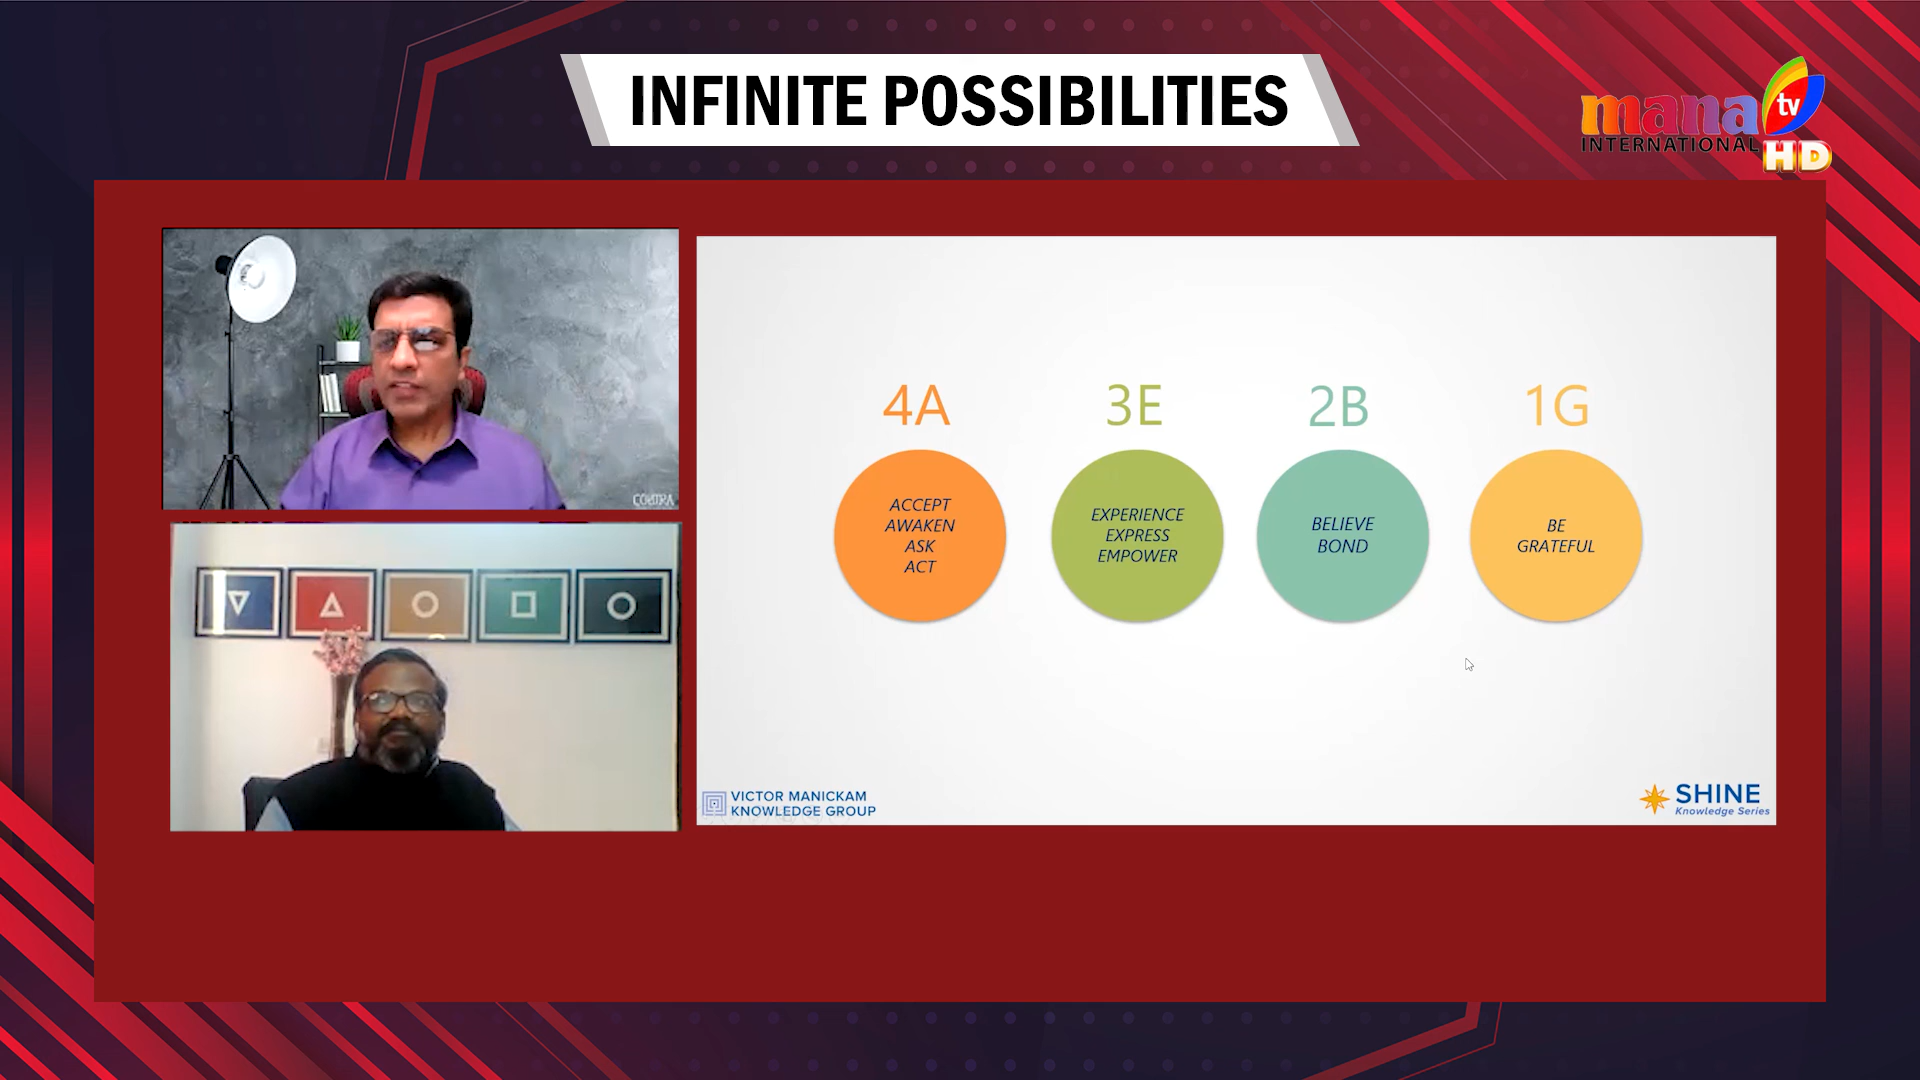 INFINITE POSSIBILITIES
mana tv
INTERNATIONAL
HD
4A
ACCEPT
AWAKEN
ASK
ACT
3E
EXPERIENCE
EXPRESS
EMPOWER
2B
BELIEVE
BOND
1G
BE
GRATEFUL
VICTOR MANICKAM
KNOWLEDGE GROUP
SHINE
Knowledge Series